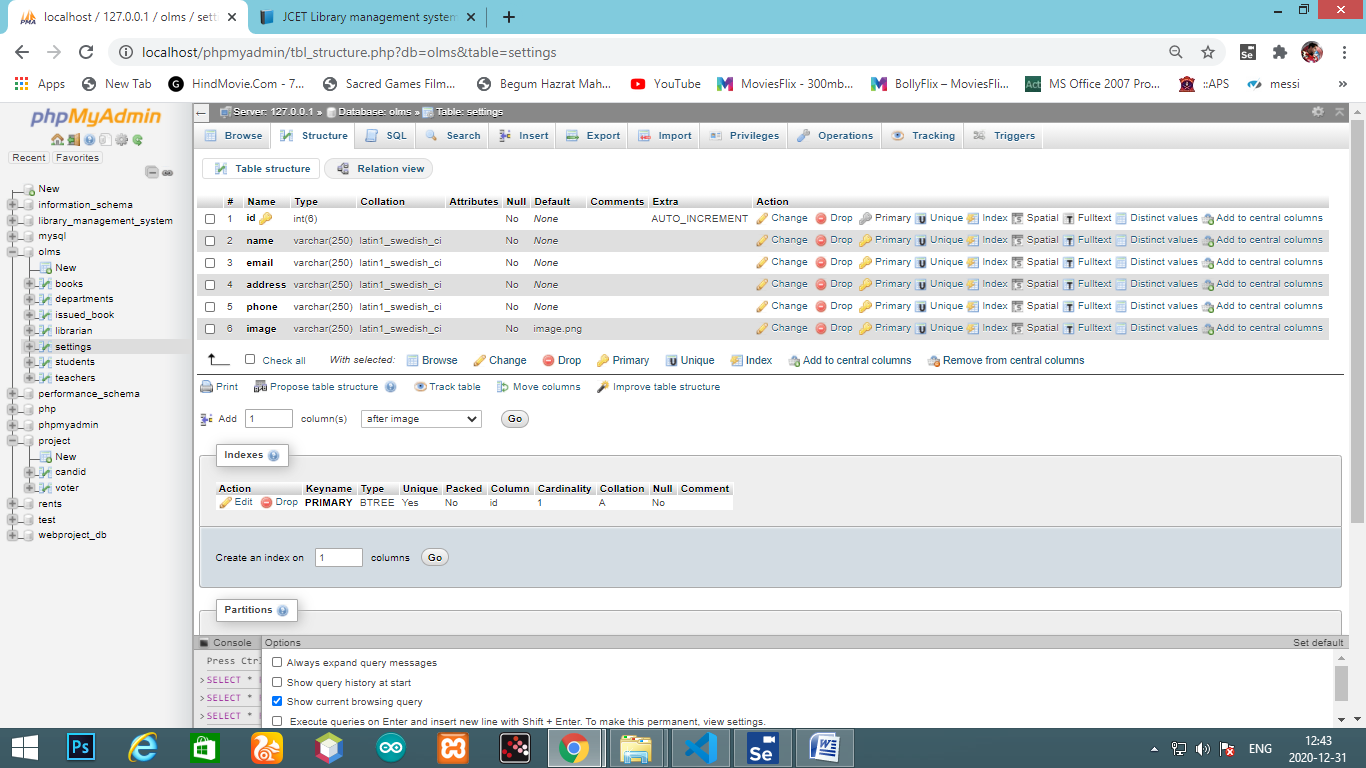 localhost / 127.0.0.1 / olms / sett
JCET Library management system
localhost/phpmyadmin/tbl_structure.php?db=olms&table=settings
Apps New Tab HindMovie.Com - 7... Sacred Games Film... Begum Hazrat Mah... YouTube MoviesFlix - 300mb... BollyFlix – MoviesFli... MS Office 2007 Pro... ::APS messi »
phpMyAdmin
Recent Favorites
New
information_schema
library_management_system
mysql
olms
New
books
departments
issued_book
librarian
settings
students
teachers
performance_schema
php
phpmyadmin
project
New
candid
voter
rents
test
webproject_db
Server: 127.0.0.1 » Database: olms » Table: settings
Browse Structure SQL Search Insert Export Import Privileges Operations Tracking Triggers
Table structure Relation view
# Name Type Collation Attributes Null Default Comments Extra Action
1 id int(6) No None AUTO_INCREMENT Change Drop Primary Unique Index Spatial Fulltext Distinct values Add to central columns
2 name varchar(250) latin1_swedish_ci No None Change Drop Primary Unique Index Spatial Fulltext Distinct values Add to central columns
3 email varchar(250) latin1_swedish_ci No None Change Drop Primary Unique Index Spatial Fulltext Distinct values Add to central columns
4 address varchar(250) latin1_swedish_ci No None Change Drop Primary Unique Index Spatial Fulltext Distinct values Add to central columns
5 phone varchar(250) latin1_swedish_ci No None Change Drop Primary Unique Index Spatial Fulltext Distinct values Add to central columns
6 image varchar(250) latin1_swedish_ci No image.png Change Drop Primary Unique Index Spatial Fulltext Distinct values Add to central columns
Check all With selected: Browse Change Drop Primary Unique Index Add to central columns Remove from central columns
Print Propose table structure Track table Move columns Improve table structure
Add 1 column(s) after image Go
Indexes
Action Keyname Type Unique Packed Column Cardinality Collation Null Comment
Edit Drop PRIMARY BTREE Yes No id 1 A No
Create an index on 1 columns Go
Partitions
Console Options Set default
Press Ctrl
Always expand query messages
>SELECT *
Show query history at start
>SELECT *
Show current browsing query
>SELECT *
Execute queries on Enter and insert new line with Shift + Enter. To make this permanent, view settings.
Ps
Se
W
ENG
12:43
2020-12-31